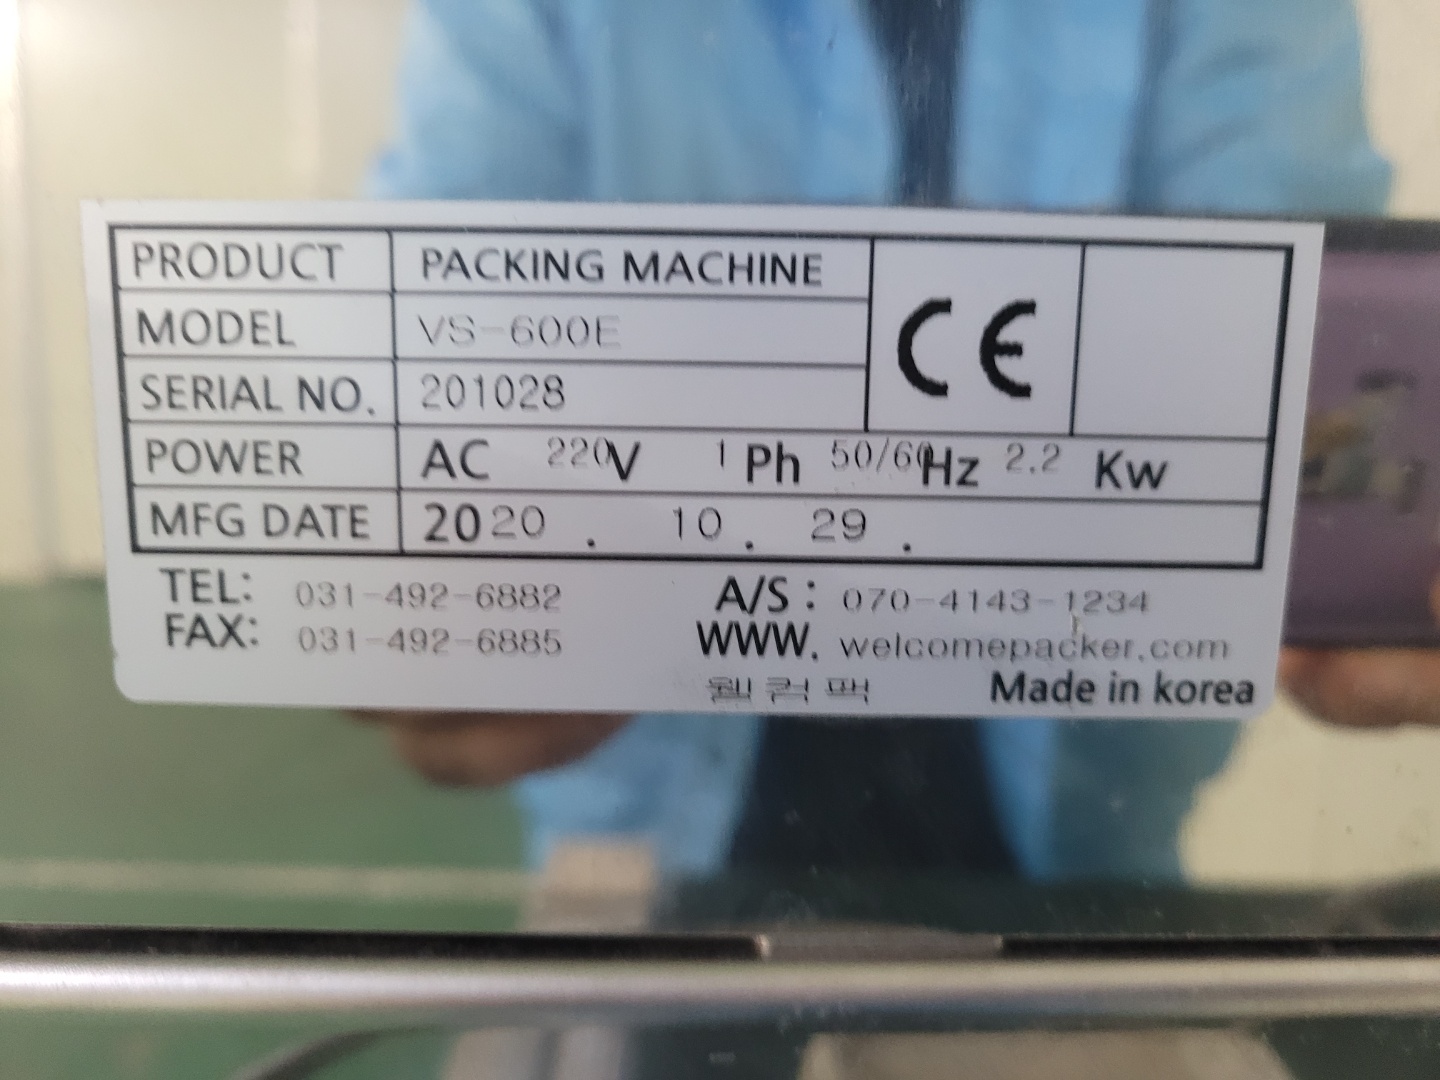 PRODUCT PACKING MACHINE
MODEL VS-600E
CE
SERIAL NO. 201028
POWER AC 220V 1 Ph 50/60Hz 2.2 Kw
MFG DATE 2020 . 10 . 29 .
TEL: 031-492-6882 A/S : 070-4143-1234
FAX: 031-492-6885 WWW. welcomepacker.com
웰컴팩 Made in korea